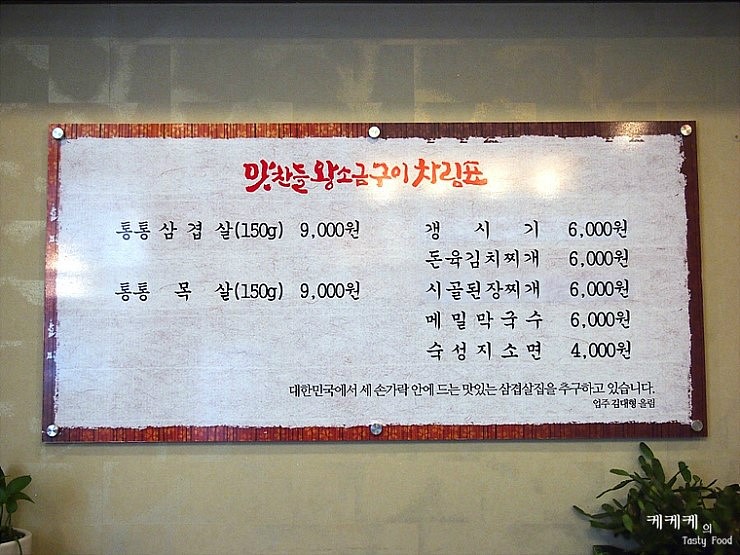 맛찬들왕소금구이차림표
통통 삼 겹 살(150g) 9,000원
통통 목 살(150g) 9,000원
갱 시 기 6,000원
돈육김치찌개 6,000원
시골된장찌개 6,000원
메밀막국수 6,000원
숙성지소면 4,000원
대한민국에서 세 손가락 안에 드는 맛있는 삼겹살집을 추구하고 있습니다.
업주 김대형 올림
케케케의
Tasty Food